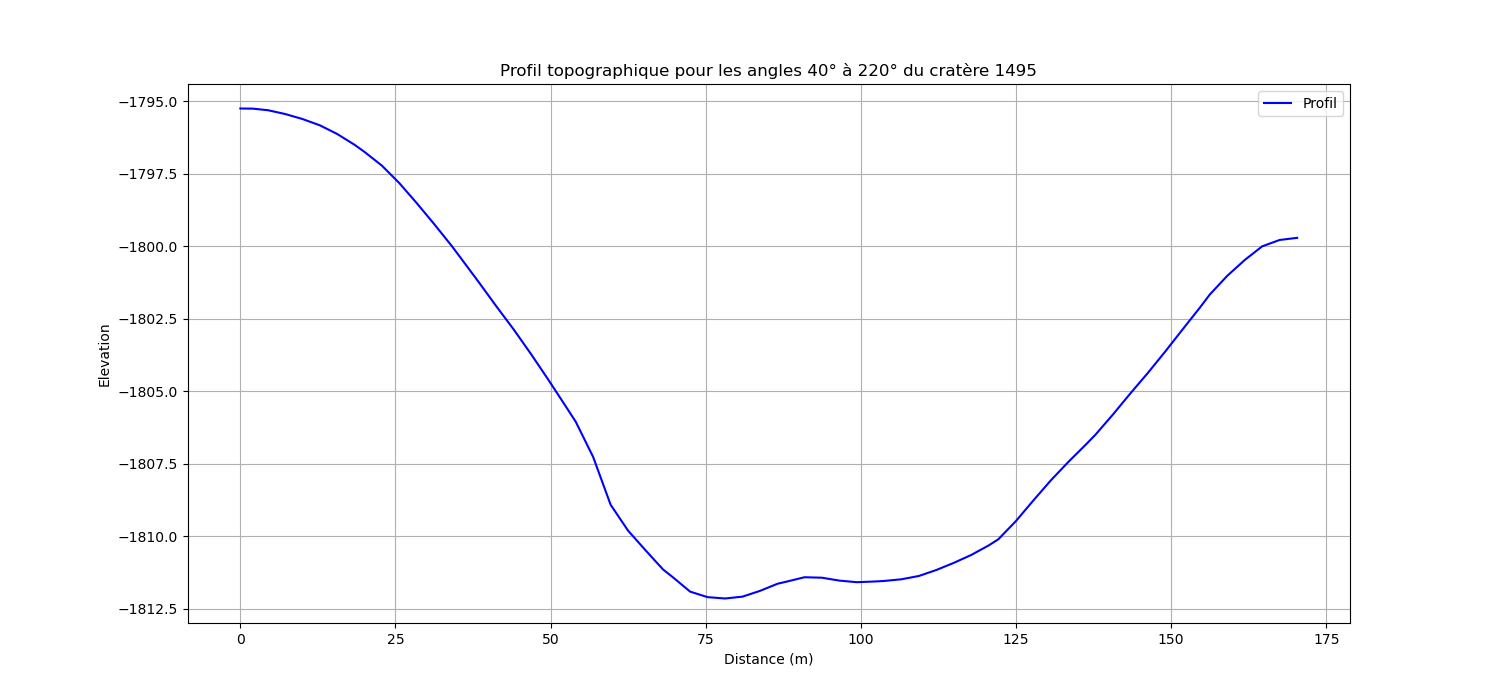 Profil topographique pour les angles 40° à 220° du cratère 1495
Profil
−1795.0
−1797.5
−1800.0
−1802.5
−1805.0
−1807.5
−1810.0
−1812.5
Elevation
0 25 50 75 100 125 150 175
Distance (m)